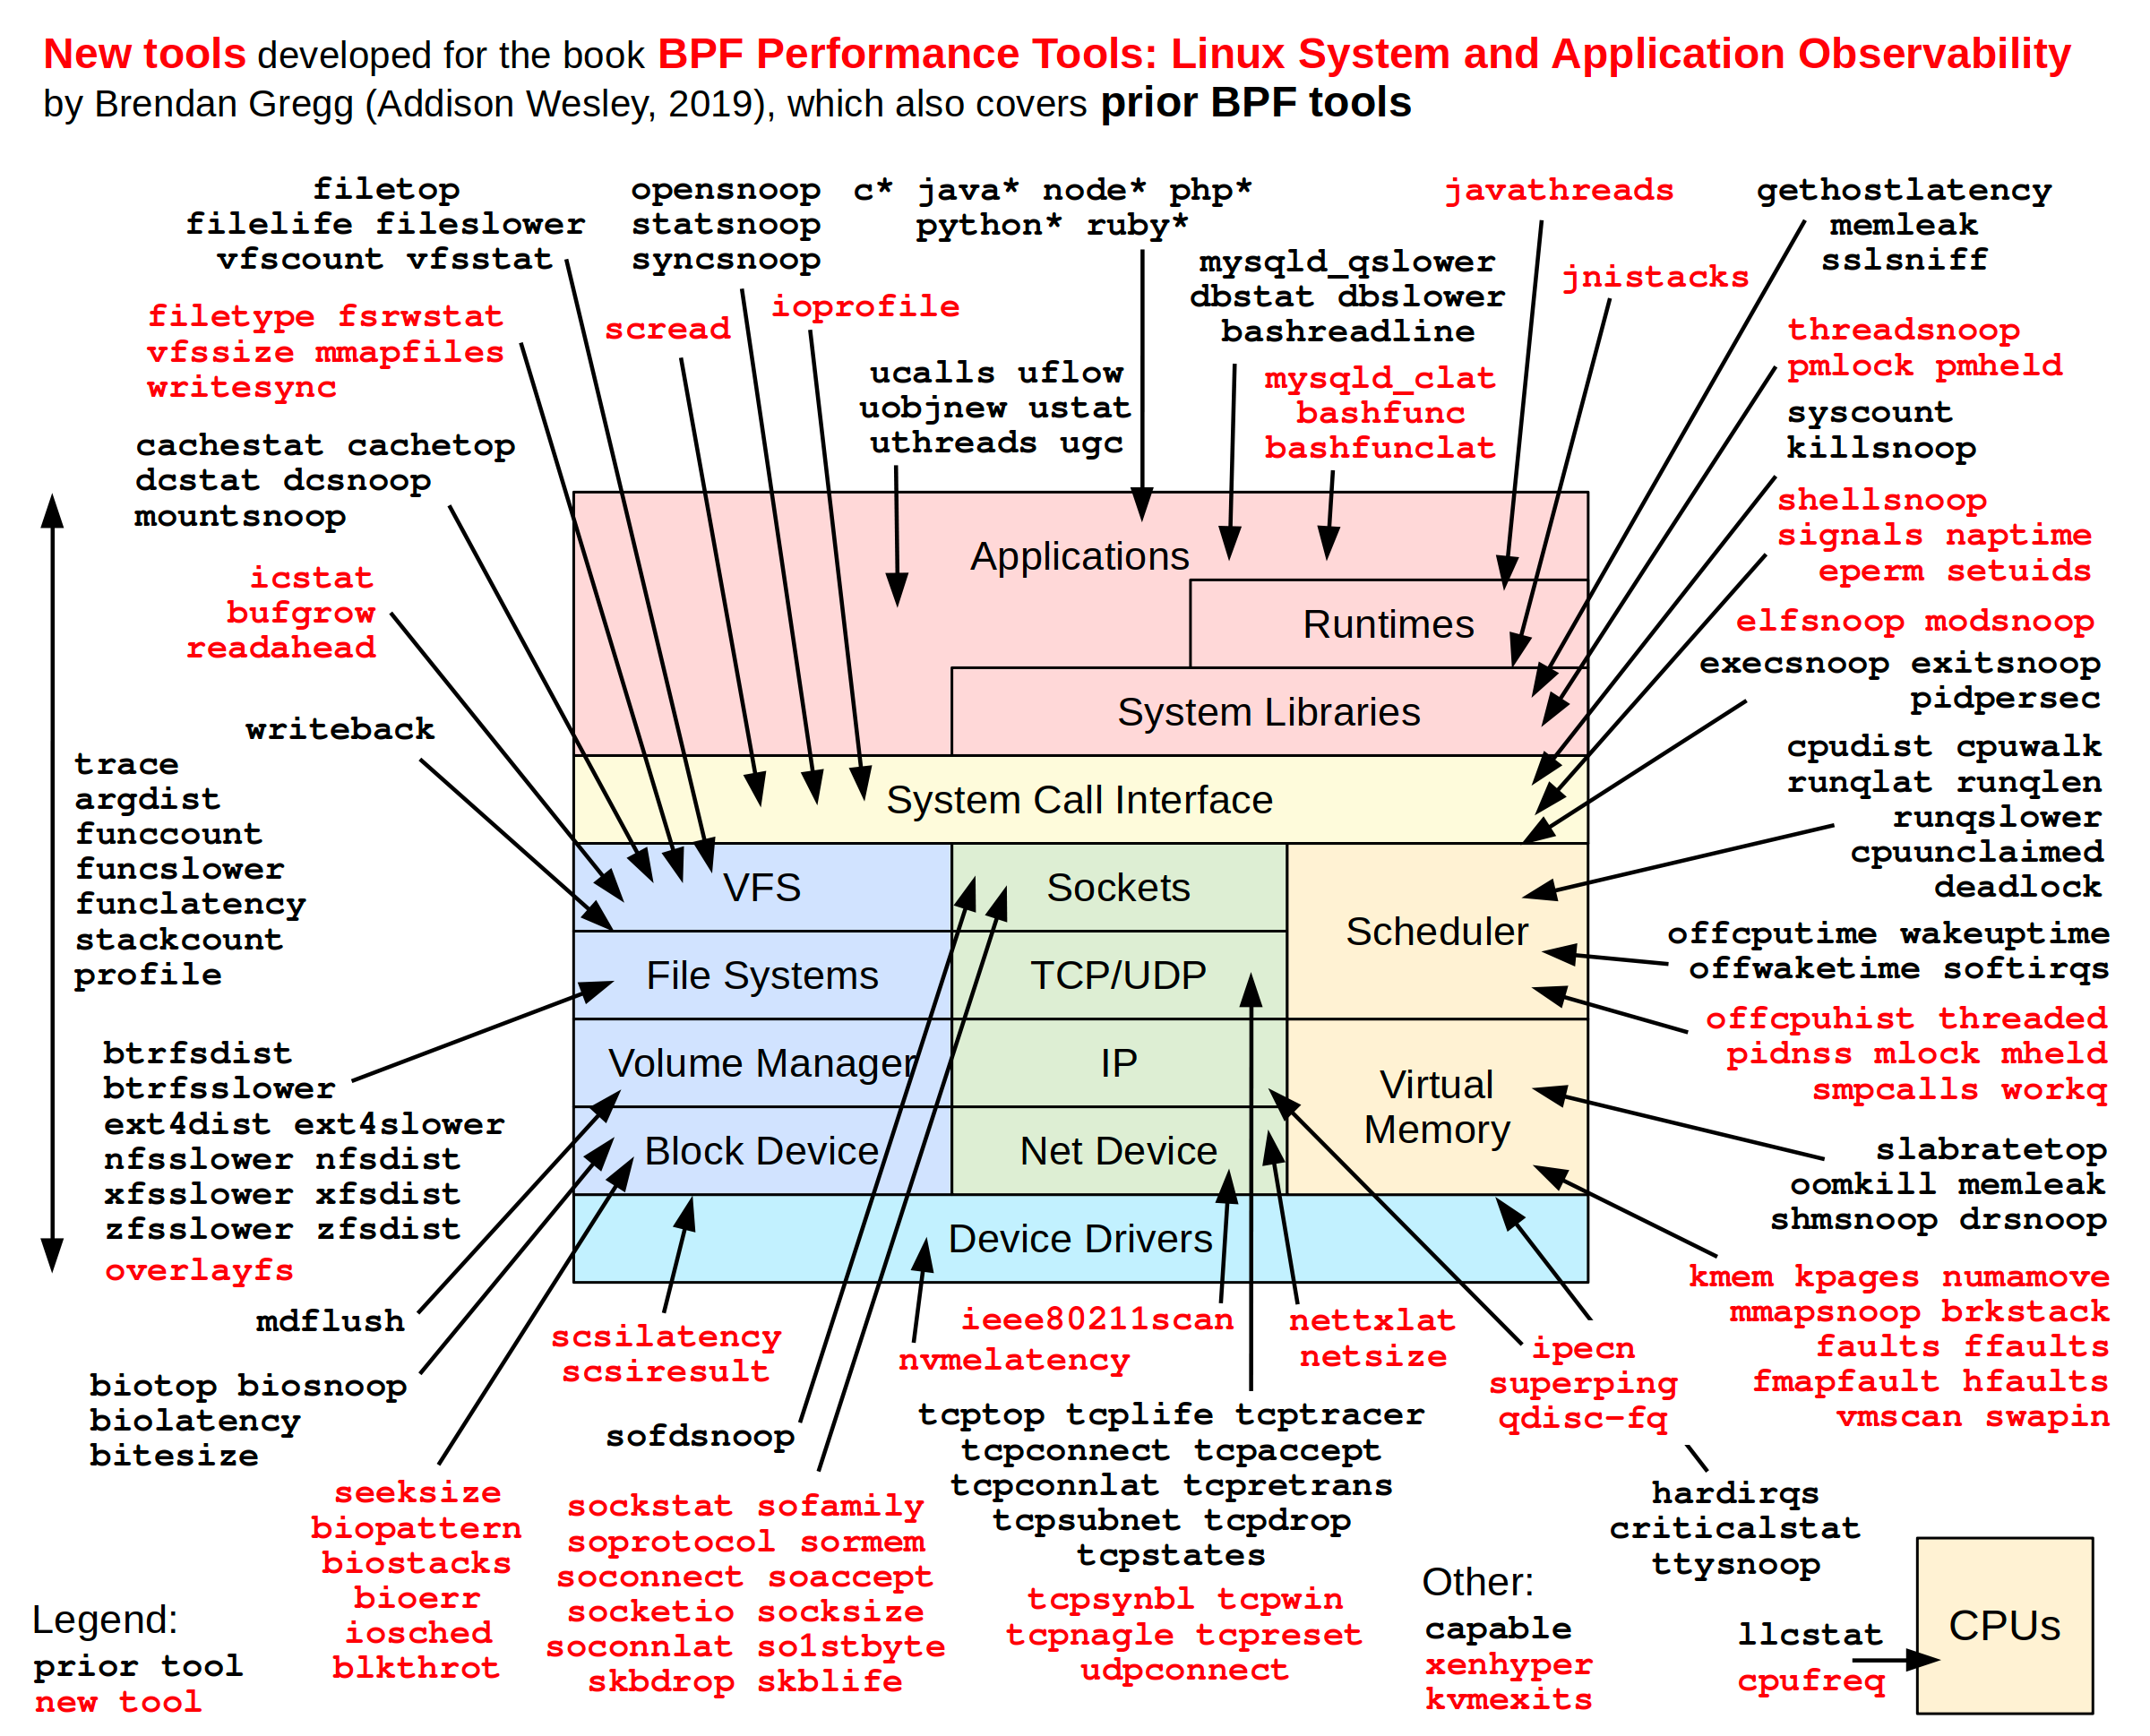 New tools developed for the book BPF Performance Tools: Linux System and Application Observability
by Brendan Gregg (Addison Wesley, 2019), which also covers prior BPF tools
filetop
filelife fileslower
vfscount vfsstat
opensnoop
statsnoop
syncsnoop
c* java* node* php*
python* ruby*
javathreads
gethostlatency
memleak
sslsniff
mysqld_qslower
dbstat dbslower
bashreadline
jnistacks
filetype fsrwstat
vfssize mmapfiles
writesync
scread
ioprofile
threadsnoop
pmlock pmheld
ucalls uflow
uobjnew ustat
uthreads ugc
mysqld_clat
bashfunc
bashfunclat
syscount
killsnoop
cachestat cachetop
dcstat dcsnoop
mountsnoop
shellsnoop
signals naptime
eperm setuids
icstat
bufgrow
readahead
elfsnoop modsnoop
execsnoop exitsnoop
pidpersec
writeback
trace
argdist
funccount
funcslower
funclatency
stackcount
profile
cpudist cpuwalk
runqlat runqlen
runqslower
cpuunclaimed
deadlock
offcputime wakeuptime
offwaketime softirqs
offcpuhist threaded
pidnss mlock mheld
smpcalls workq
Applications
Runtimes
System Libraries
System Call Interface
VFS
Sockets
Scheduler
File Systems
TCP/UDP
Volume Manager
IP
Virtual
Memory
Block Device
Net Device
Device Drivers
btrfsdist
btrfsslower
ext4dist ext4slower
nfsslower nfsdist
xfsslower xfsdist
zfsslower zfsdist
overlayfs
slabratetop
oomkill memleak
shmsnoop drsnoop
kmem kpages numamove
mmapsnoop brkstack
faults ffaults
fmapfault hfaults
vmscan swapin
mdflush
scsilatency
scsiresult
ieee80211scan
nvmelatency
nettxlat
netsize
ipecn
superping
qdisc-fq
biotop biosnoop
biolatency
bitesize
sofdsnoop
tcptop tcplife tcptracer
tcpconnect tcpaccept
tcpconnlat tcpretrans
tcpsubnet tcpdrop
tcpstates
seeksize
biopattern
biostacks
bioerr
iosched
blkthrot
sockstat sofamily
soprotocol sormem
soconnect soaccept
socketio socksize
soconnlat so1stbyte
skbdrop skblife
tcpsynbl tcpwin
tcpnagle tcpreset
udpconnect
hardirqs
criticalstat
ttysnoop
Other:
capable
xenhyper
kvmexits
llcstat
cpufreq
CPUs
Legend:
prior tool
new tool